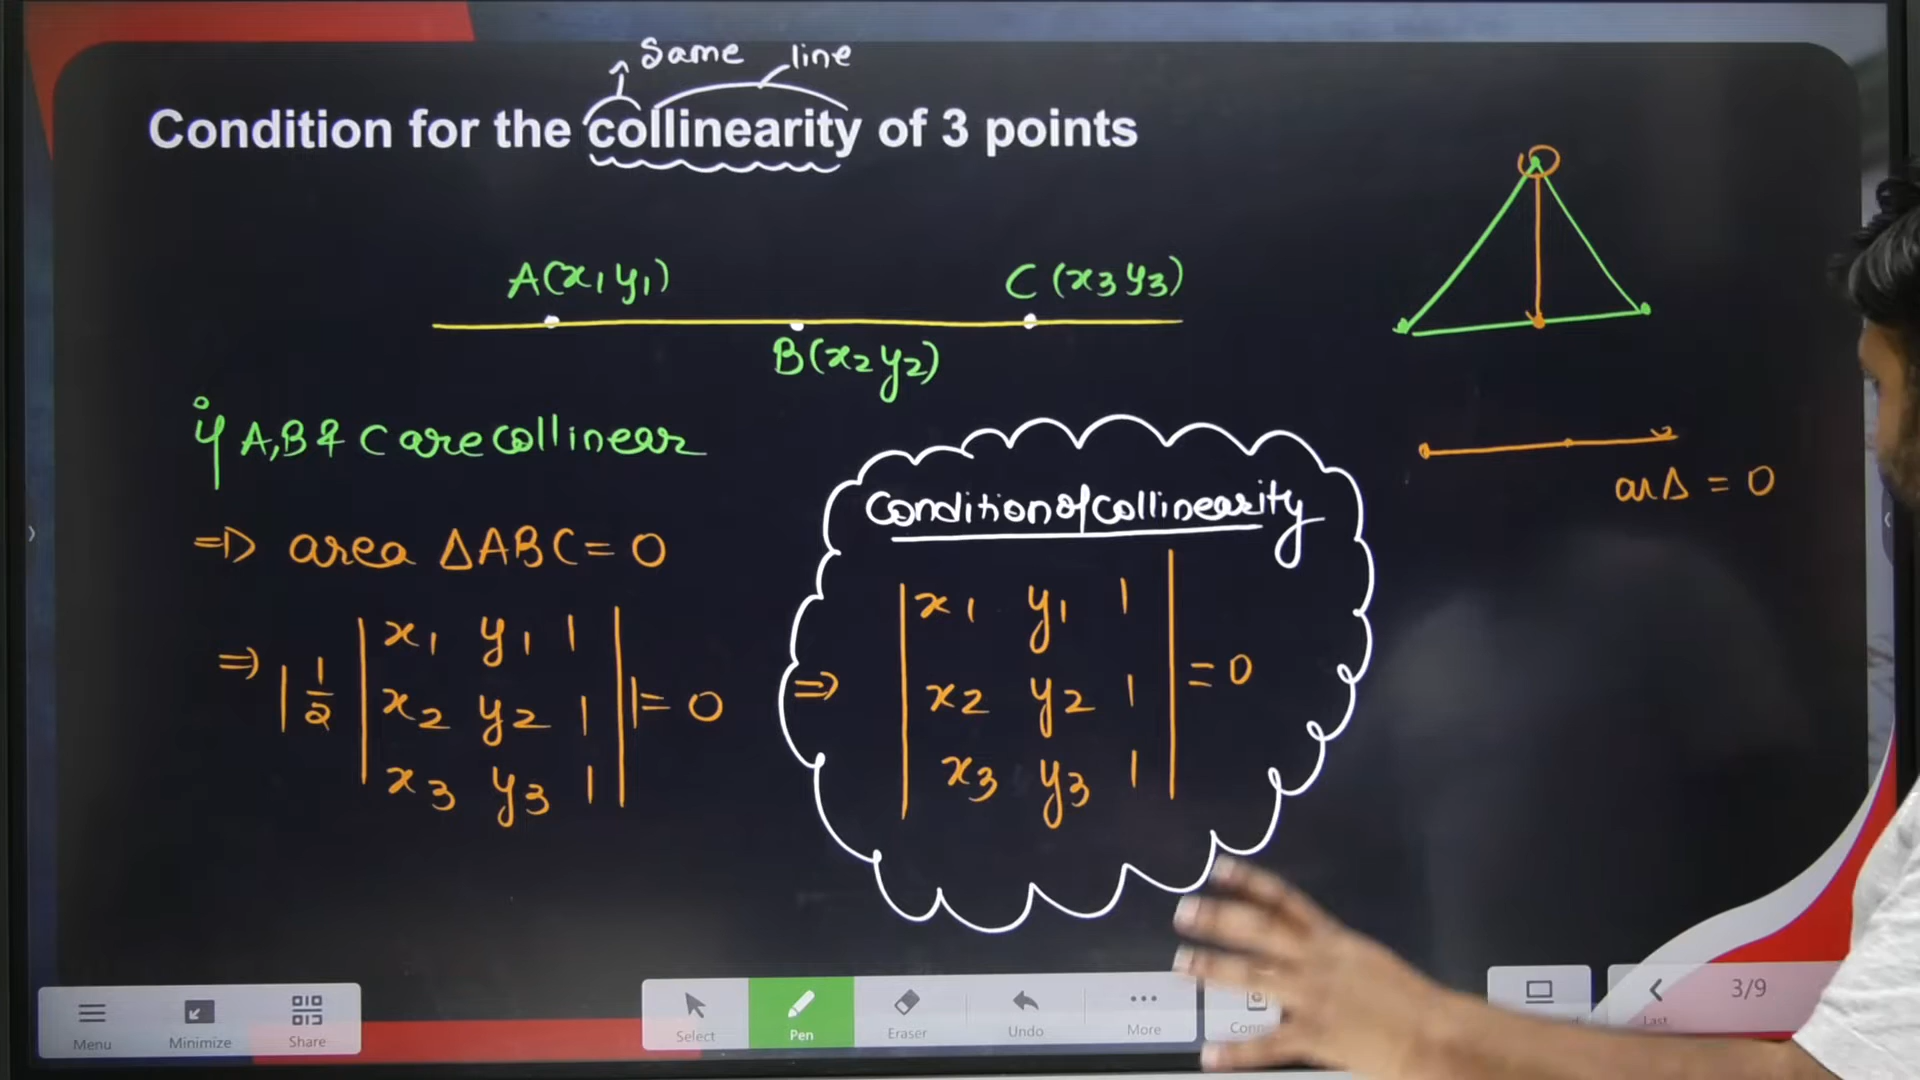 Same line
Condition for the collinearity of 3 points
A(x₁ y₁)
C (x₃ y₃)
B(x₂ y₂)
if A,B & C are collinear
ar Δ = 0
Condition of collinearity
⇒ area ΔABC = 0
⇒ | 1/2 | x₁ y₁ 1 | | = 0
x₂ y₂ 1
x₃ y₃ 1
⇒ | x₁ y₁ 1 | = 0
x₂ y₂ 1
x₃ y₃ 1
Menu
Minimize
Share
Select
Pen
Eraser
Undo
More
Last
3/9